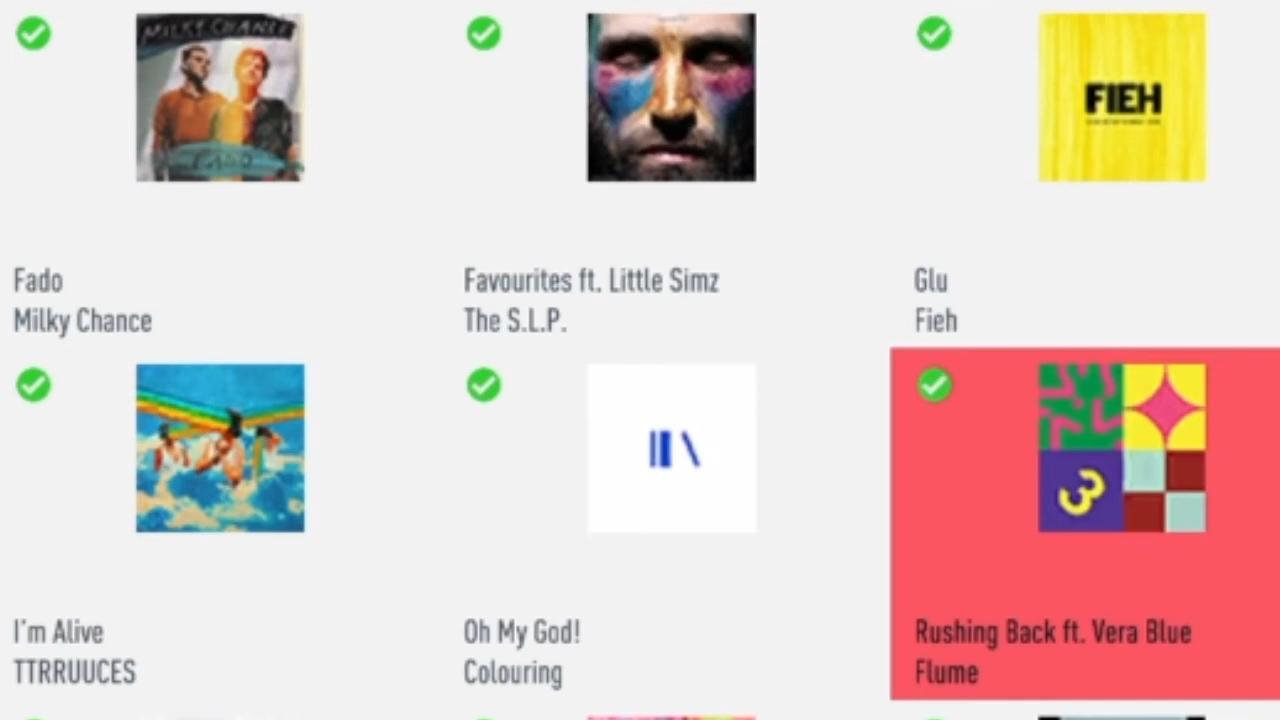 MILKY CHANCE
FADO
FIEH
Fado
Milky Chance
Favourites ft. Little Simz
The S.L.P.
Glu
Fieh
3
I'm Alive
TTRRUUCES
Oh My God!
Colouring
Rushing Back ft. Vera Blue
Flume